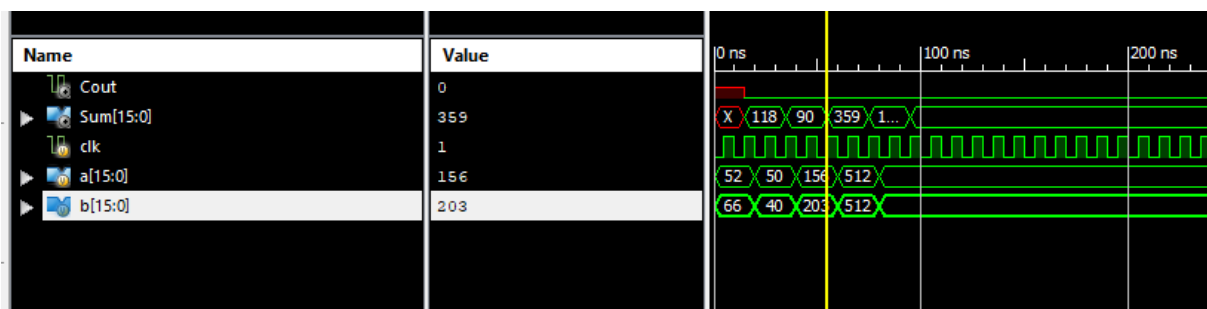 Name Value 0 ns 100 ns 200 ns
Cout 0
Sum[15:0] 359 X 118 90 359 1...
clk 1
a[15:0] 156 52 50 156 512
b[15:0] 203 66 40 203 512